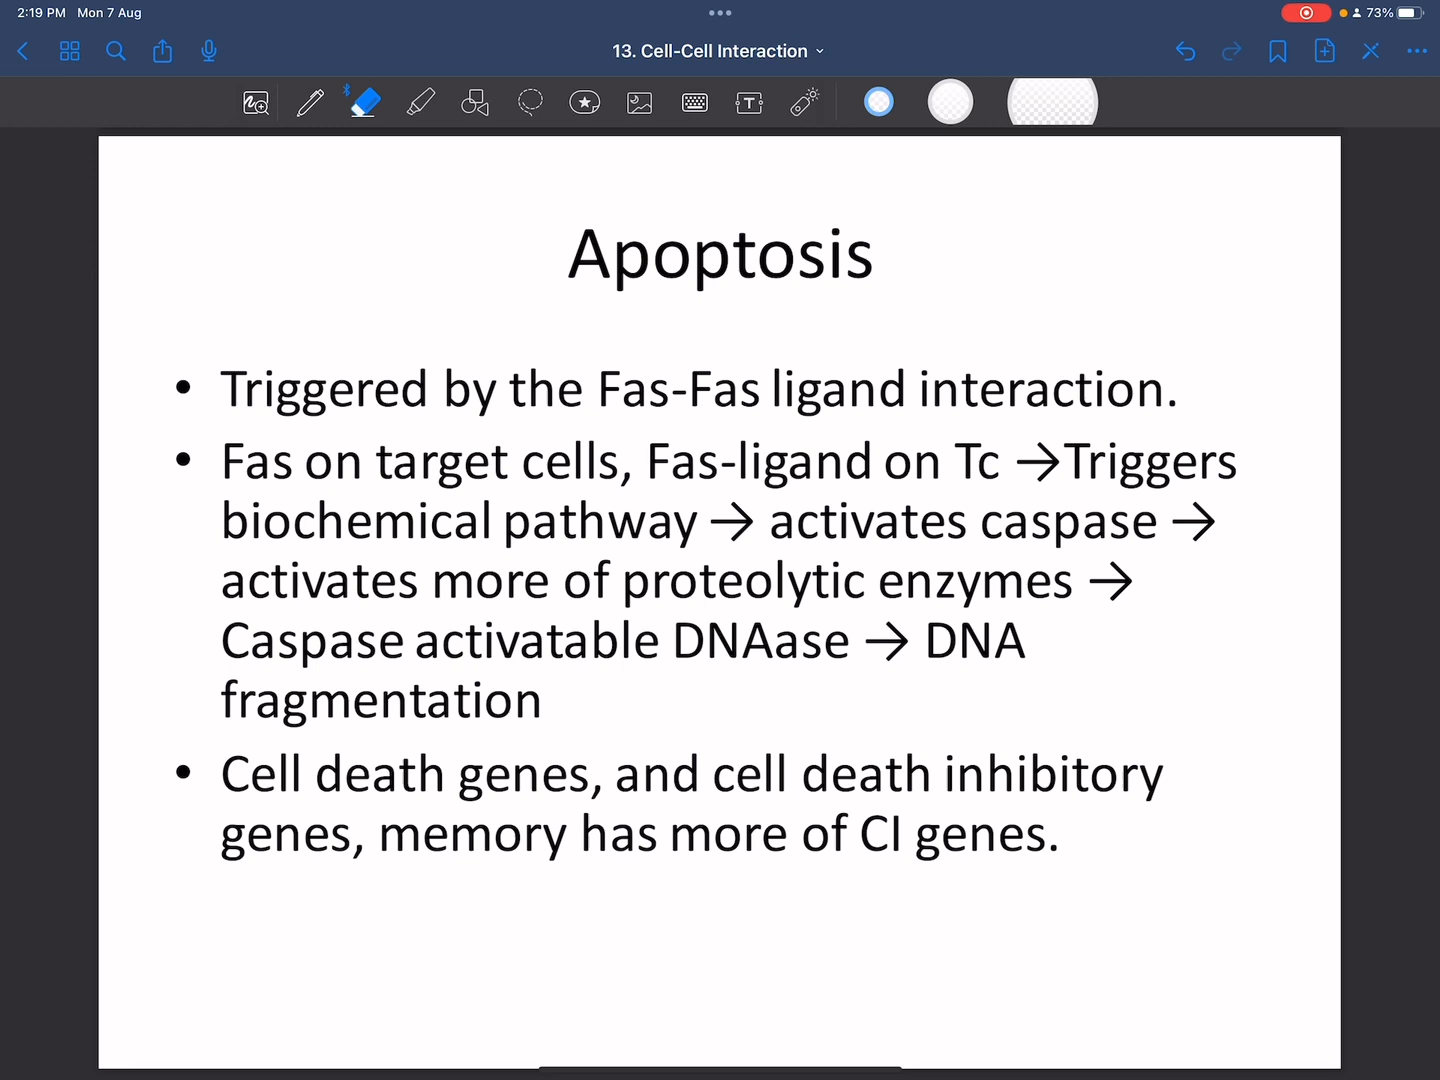 2:19 PM Mon 7 Aug
73%
13. Cell-Cell Interaction
T
Apoptosis
• Triggered by the Fas-Fas ligand interaction.
• Fas on target cells, Fas-ligand on Tc →Triggers
biochemical pathway → activates caspase →
activates more of proteolytic enzymes →
Caspase activatable DNAase → DNA
fragmentation
• Cell death genes, and cell death inhibitory
genes, memory has more of CI genes.